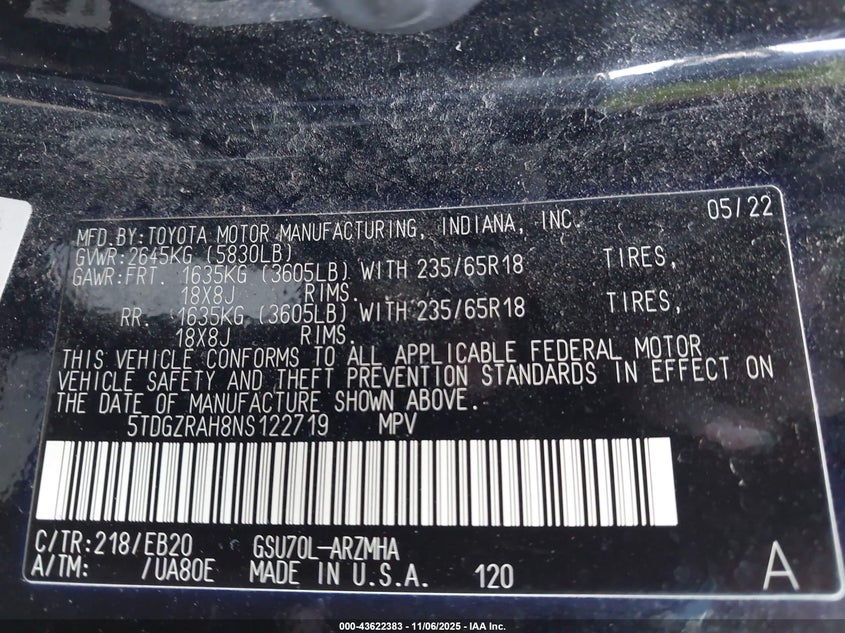 05/22
MFD.BY:TOYOTA MOTOR MANUFACTURING, INDIANA, INC.
GVWR:2645KG (5830LB)
GAWR:FRT. 1635KG (3605LB) WITH 235/65R18 TIRES,
18X8J RIMS.
RR. 1635KG (3605LB) WITH 235/65R18 TIRES,
18X8J RIMS.
THIS VEHICLE CONFORMS TO ALL APPLICABLE FEDERAL MOTOR
VEHICLE SAFETY AND THEFT PREVENTION STANDARDS IN EFFECT ON
THE DATE OF MANUFACTURE SHOWN ABOVE.
5TDGZRAH8NS122719 MPV
C/TR:218/EB20 GSU70L-ARZMHA
A/TM: /UA80E MADE IN U.S.A. 120 A
000-43622383 - 11/06/2025 - IAA Inc.